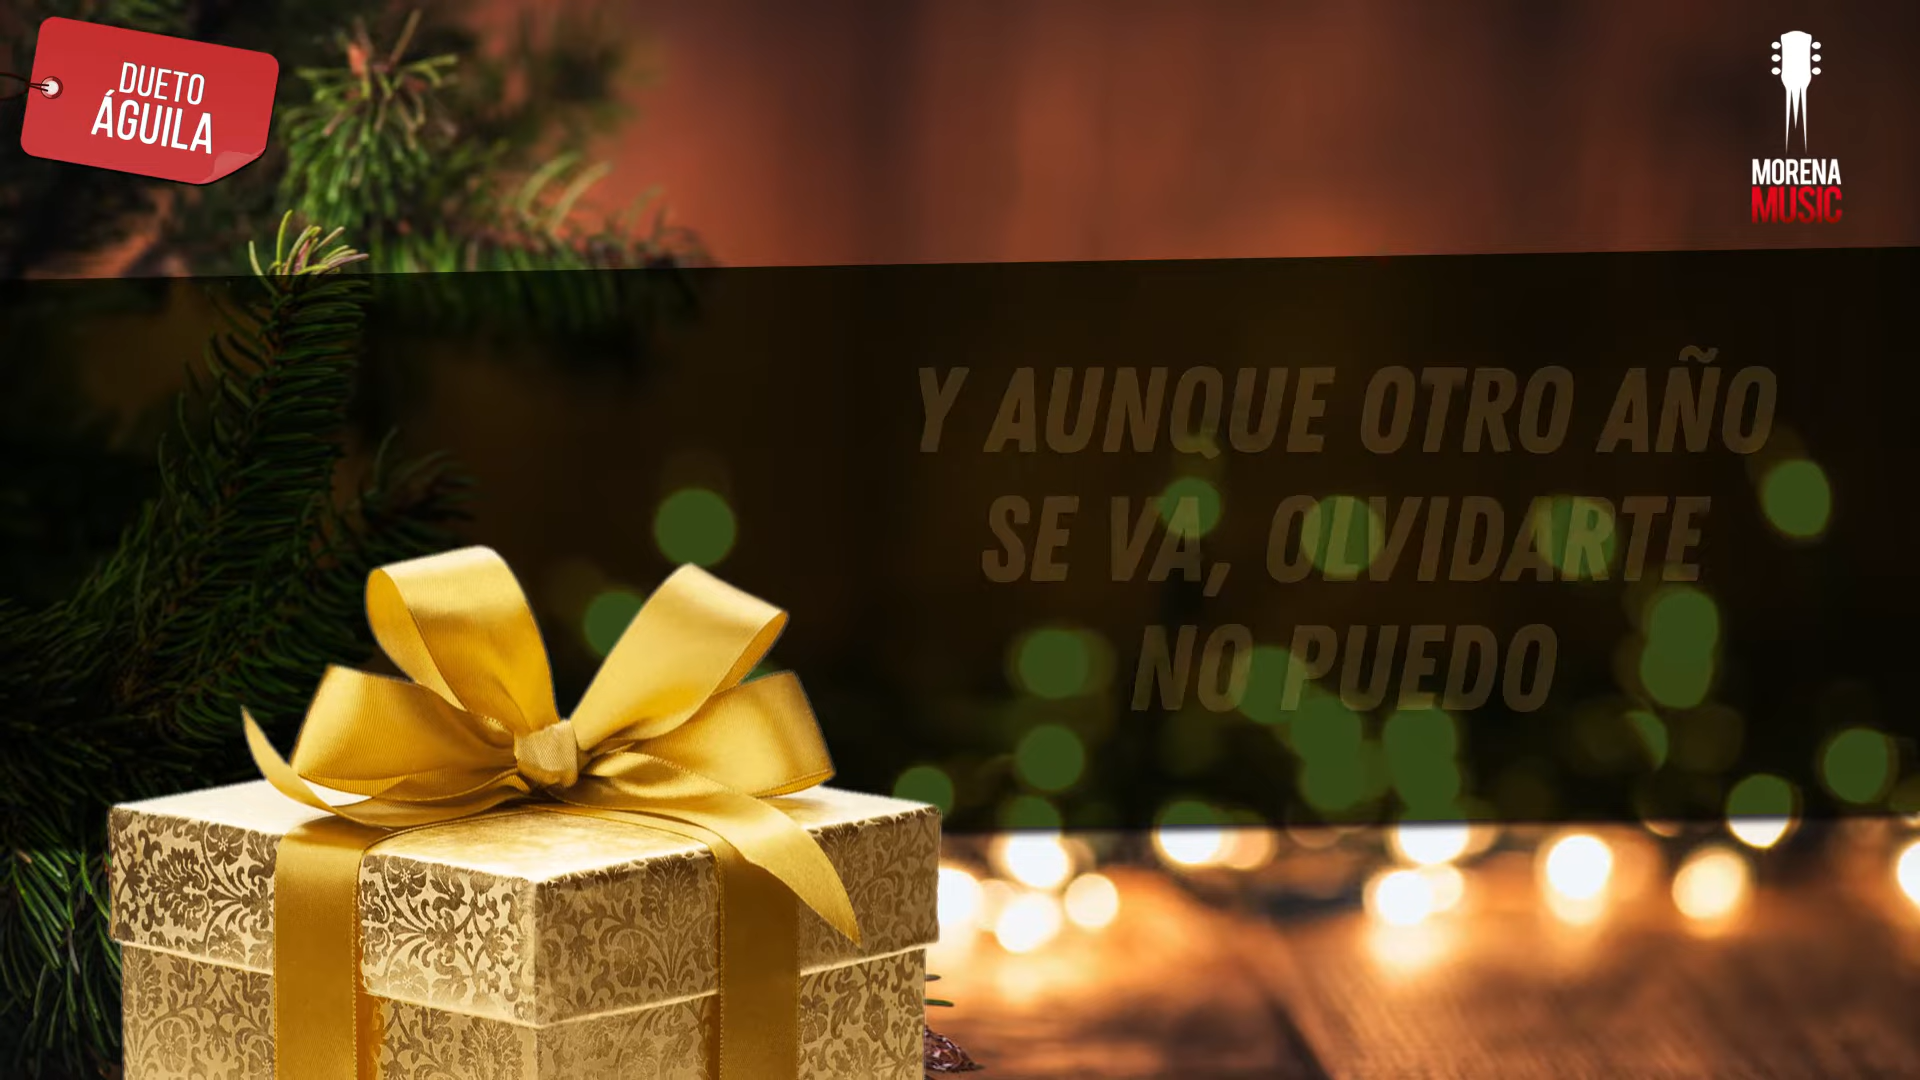 DUETO
ÁGUILA
MORENA
MUSIC
Y AUNQUE OTRO AÑO
SE VA, OLVIDARTE
NO PUEDO